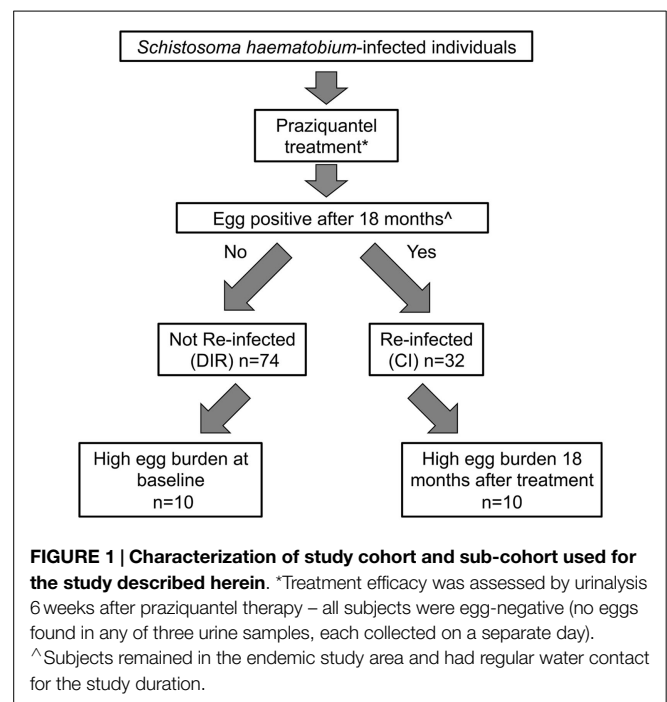 Schistosoma haematobium-infected individuals
Praziquantel
treatment*
Egg positive after 18 months^
No
Yes
Not Re-infected
(DIR) n=74
Re-infected
(CI) n=32
High egg burden at
baseline
n=10
High egg burden 18
months after treatment
n=10
FIGURE 1 | Characterization of study cohort and sub-cohort used for
the study described herein. *Treatment efficacy was assessed by urinalysis
6 weeks after praziquantel therapy – all subjects were egg-negative (no eggs
found in any of three urine samples, each collected on a separate day).
^Subjects remained in the endemic study area and had regular water contact
for the study duration.